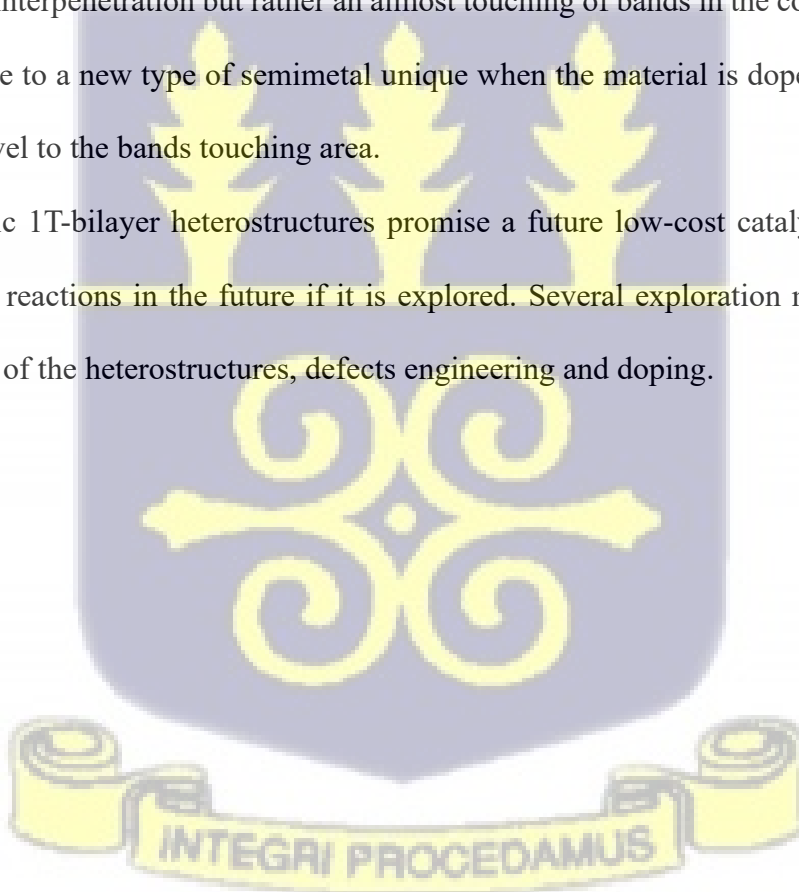 interpenetration but rather an almost touching of bands in the co
e to a new type of semimetal unique when the material is dop
vel to the bands touching area.
c 1T-bilayer heterostructures promise a future low-cost cataly
reactions in the future if it is explored. Several exploration
of the heterostructures, defects engineering and doping.
INTEGRI PROCEDAMUS